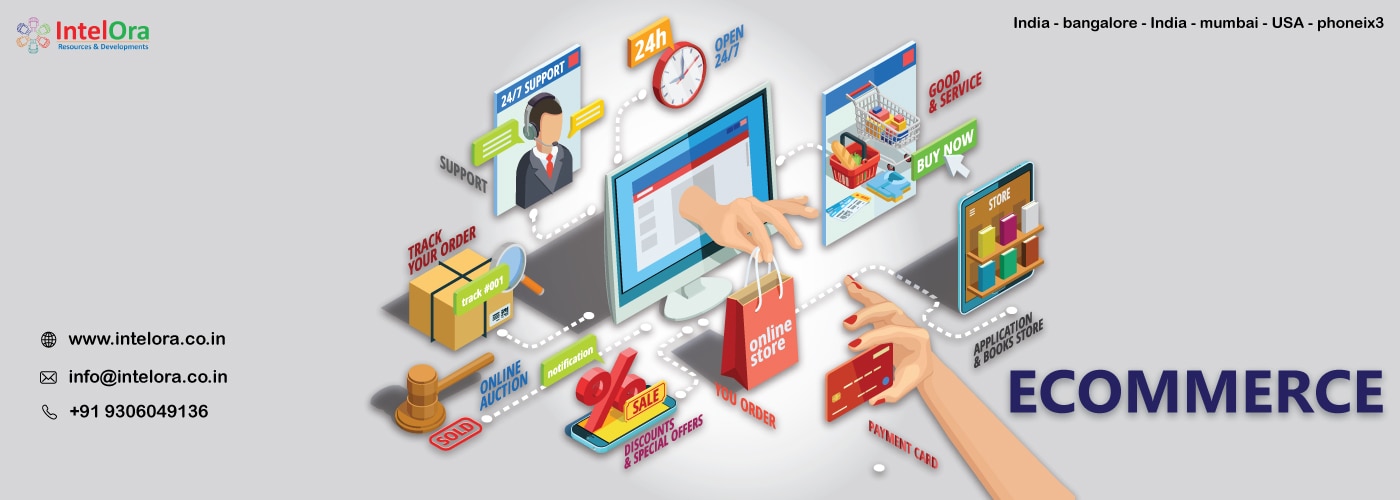 IntelOra
Resources & Developments
India - bangalore - India - mumbai - USA - phoneix3
24h
OPEN
24/7
24/7 SUPPORT
SUPPORT
GOOD
& SERVICE
BUY NOW
STORE
TRACK
YOUR ORDER
track #001
www.intelora.co.in
info@intelora.co.in
+91 9306049136
online
store
APPLICATION
& BOOKS STORE
notification
ONLINE
AUCTION
SOLD
%
SALE
DISCOUNTS
& SPECIAL OFFERS
YOU ORDER
PAYMENT CARD
ECOMMERCE